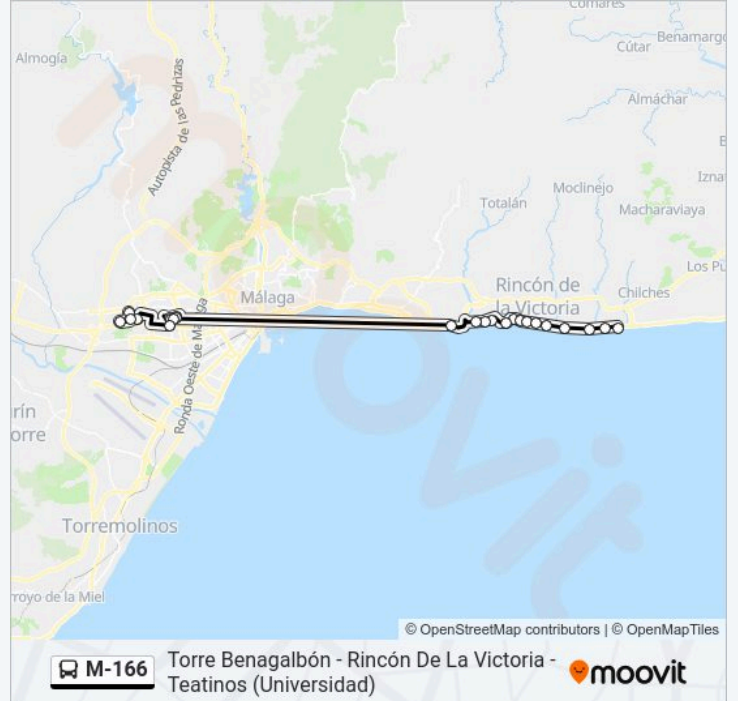 Comares
Benamargo
Cútar
Almogía
Autopista de las Pedrizas
Almáchar
Moclinejo
Iznat
Totalán
Macharaviaya
Los Pu
Rincón de
la Victoria
Chilches
Málaga
Ronda Oeste de Málaga
rín
orre
Torremolinos
rroyo de la Miel
moovit
© OpenStreetMap contributors | © OpenMapTiles
M-166
Torre Benagalbón - Rincón De La Victoria -
Teatinos (Universidad)
moovit